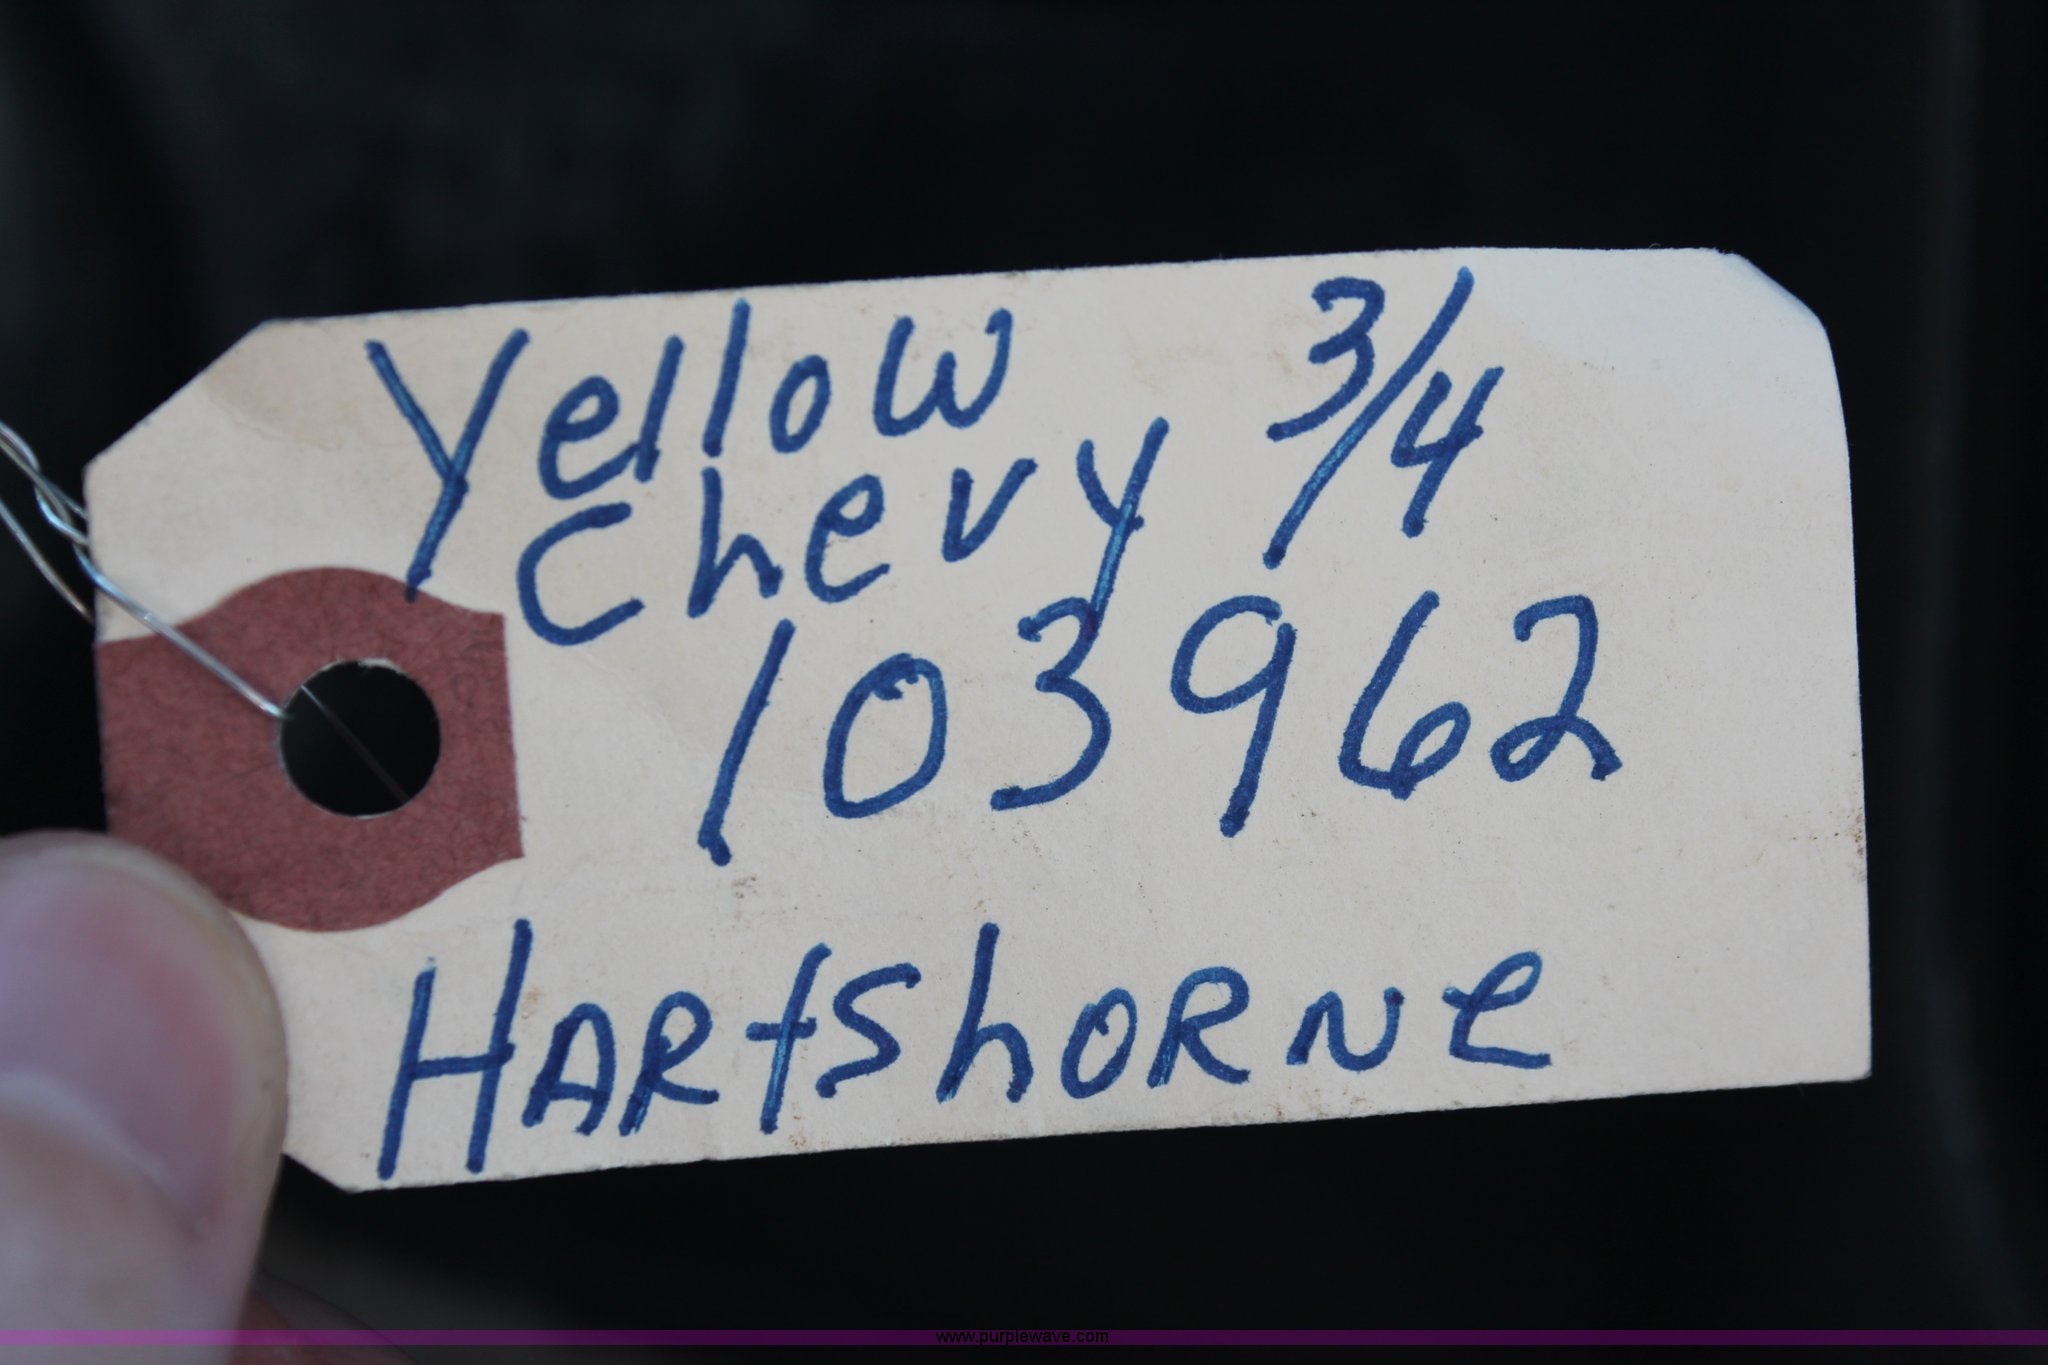 Yellow 3/4
Chevy
103962
HARtShORNe
www.purplewave.com